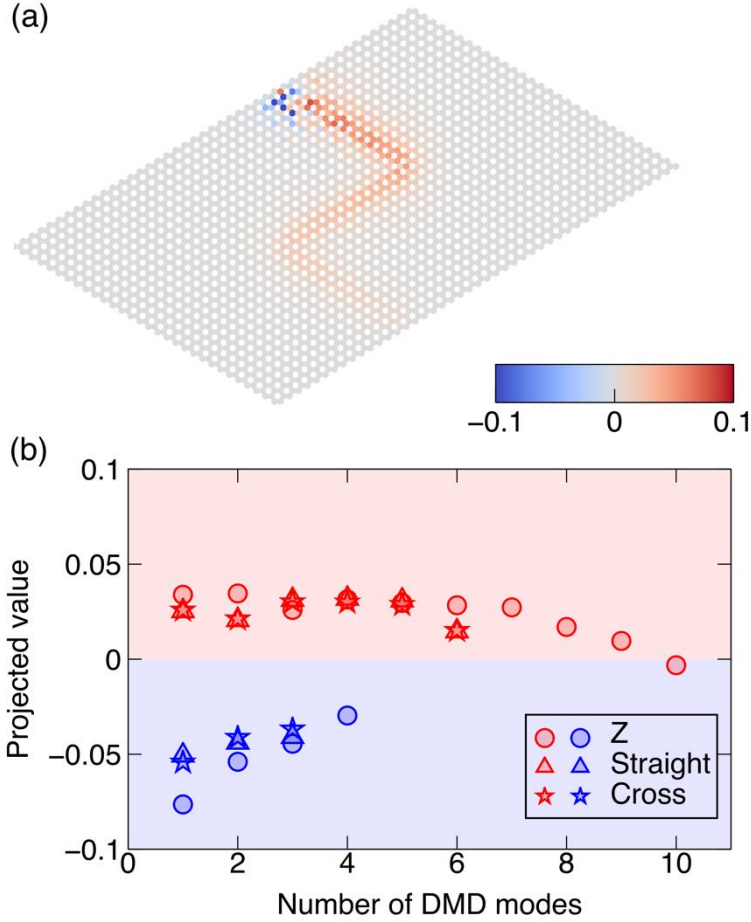 (a)
−0.1 0 0.1
(b)
0.1
0.05
0
−0.05
−0.1
Projected value
Z
Straight
Cross
0 2 4 6 8 10
Number of DMD modes